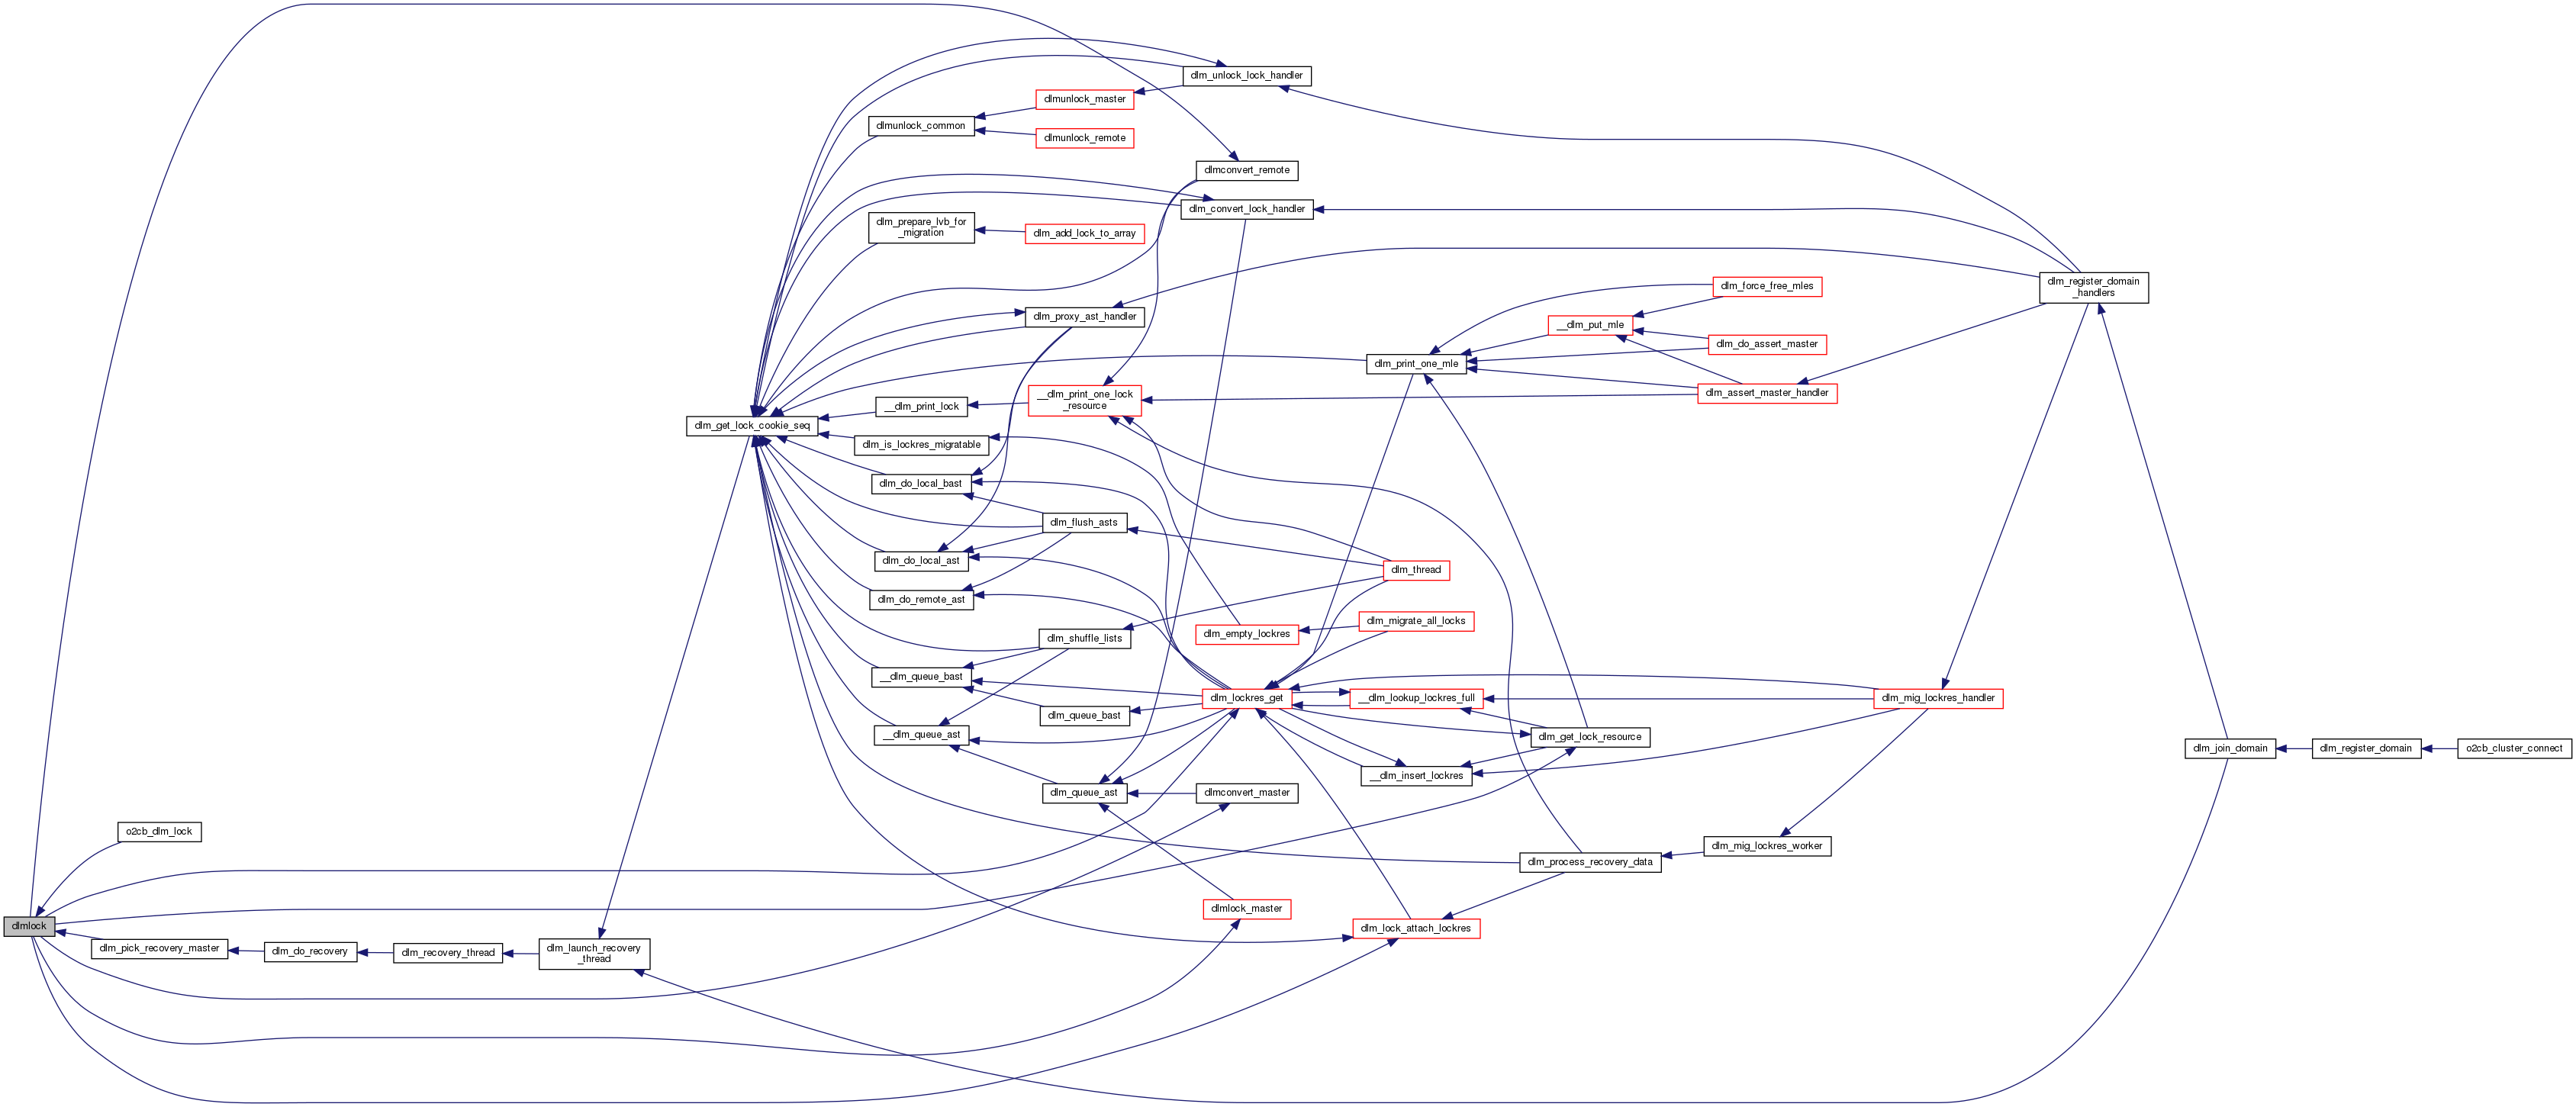 dlm_unlock_lock_handler
dlmunlock_master
dlmunlock_common
dlmunlock_remote
dlmconvert_remote
dlm_convert_lock_handler
dlm_prepare_lvb_for
_migration
dlm_add_lock_to_array
dlm_register_domain
_handlers
dlm_force_free_mles
dlm_proxy_ast_handler
__dlm_put_mle
dlm_do_assert_master
dlm_print_one_mle
dlm_assert_master_handler
__dlm_print_one_lock
_resource
__dlm_print_lock
dlm_get_lock_cookie_seq
dlm_is_lockres_migratable
dlm_do_local_bast
dlm_flush_asts
dlm_do_local_ast
dlm_thread
dlm_do_remote_ast
dlm_migrate_all_locks
dlm_empty_lockres
dlm_shuffle_lists
__dlm_queue_bast
dlm_lockres_get
__dlm_lookup_lockres_full
dlm_mig_lockres_handler
dlm_queue_bast
__dlm_queue_ast
dlm_get_lock_resource
dlm_join_domain
dlm_register_domain
o2cb_cluster_connect
__dlm_insert_lockres
dlm_queue_ast
dlmconvert_master
o2cb_dlm_lock
dlm_mig_lockres_worker
dlm_process_recovery_data
dlmlock_master
dlmlock
dlm_lock_attach_lockres
dlm_pick_recovery_master
dlm_do_recovery
dlm_recovery_thread
dlm_launch_recovery
_thread